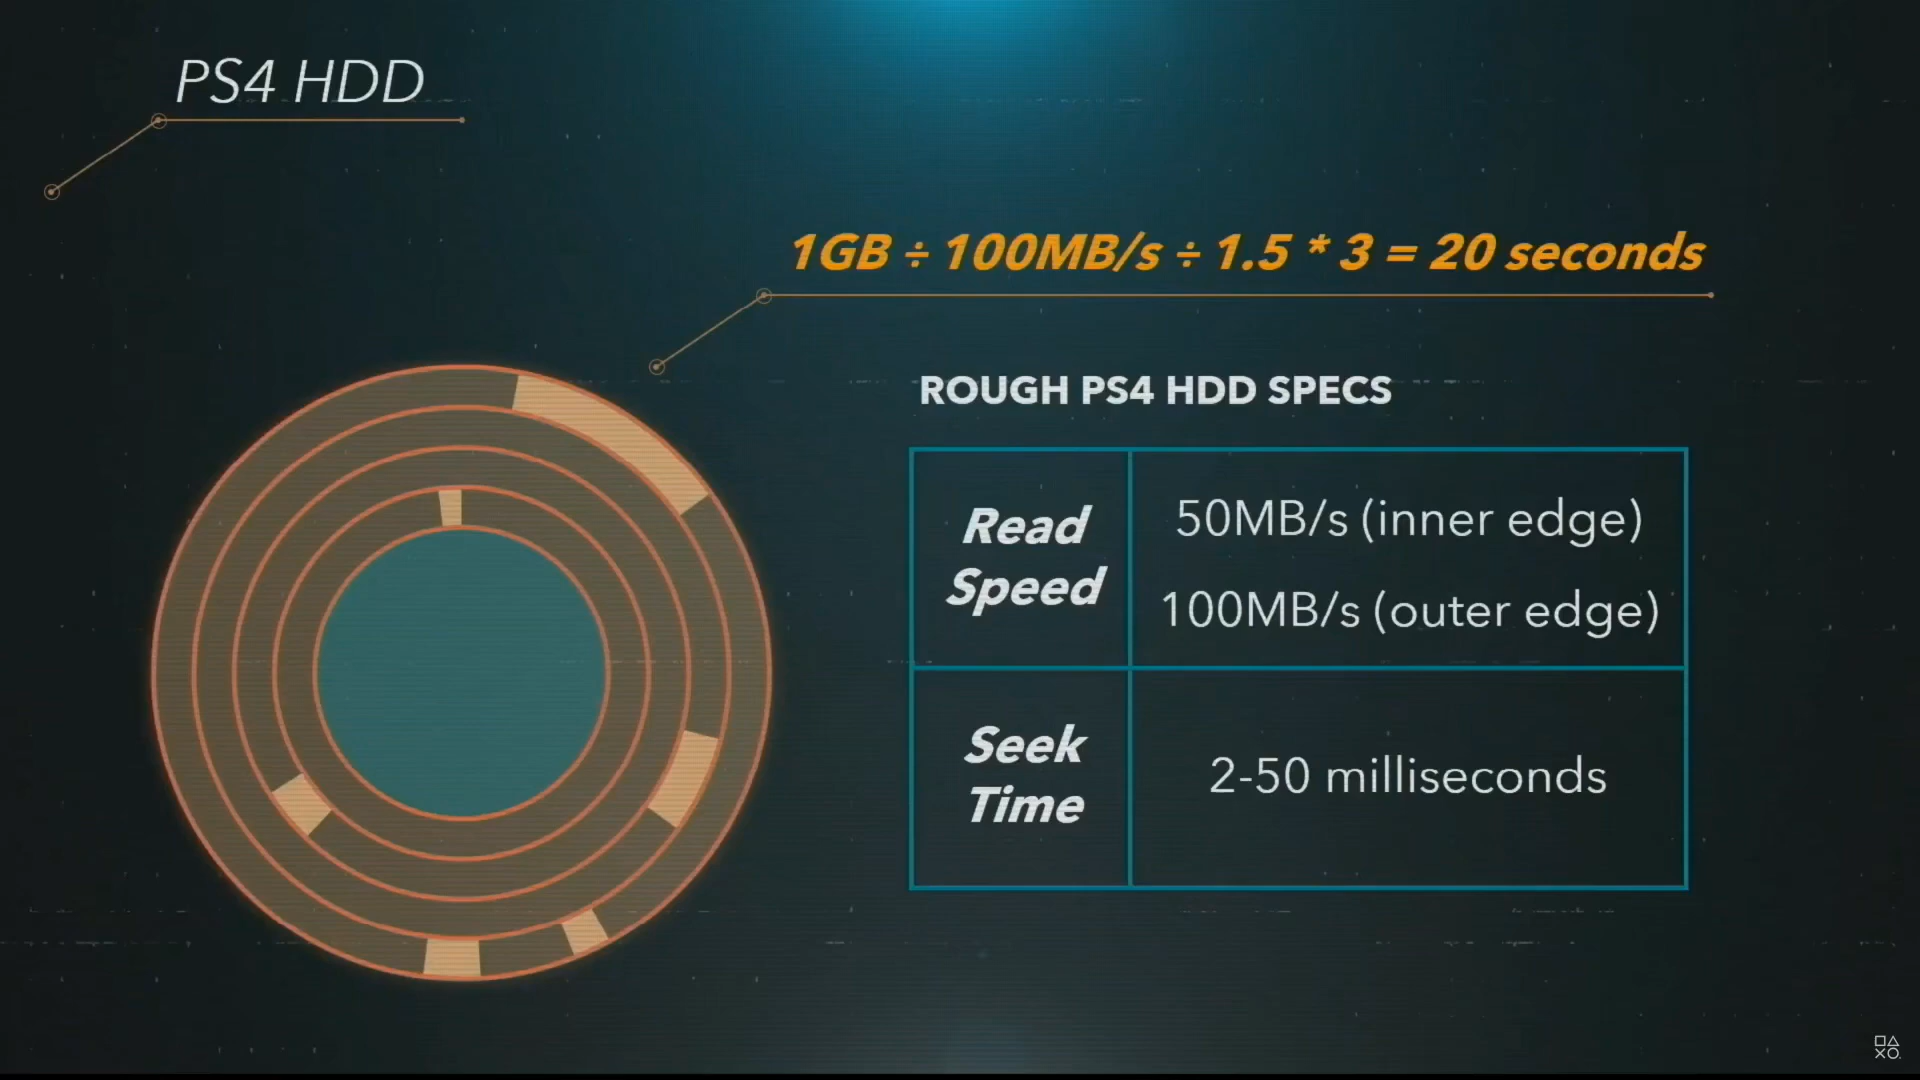 PS4 HDD
1GB ÷ 100MB/s ÷ 1.5 * 3 = 20 seconds
ROUGH PS4 HDD SPECS
Read
Speed
50MB/s (inner edge)
100MB/s (outer edge)
Seek
Time
2-50 milliseconds